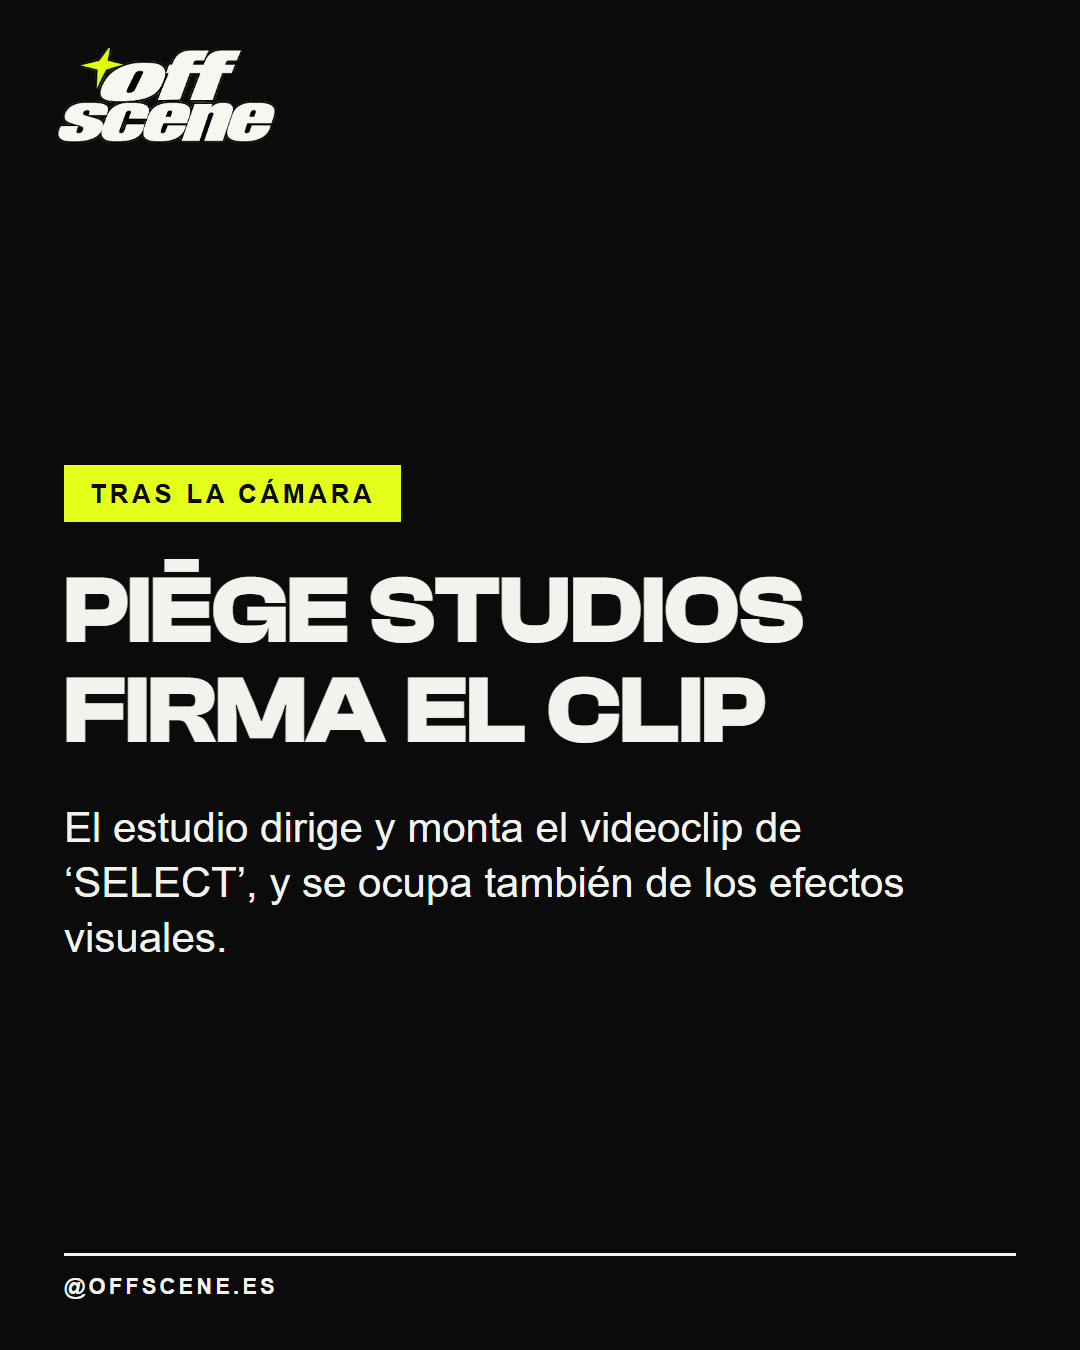 off
scene
TRAS LA CÁMARA
PIĒGE STUDIOS
FIRMA EL CLIP
El estudio dirige y monta el videoclip de
‘SELECT’, y se ocupa también de los efectos
visuales.
@OFFSCENE.ES